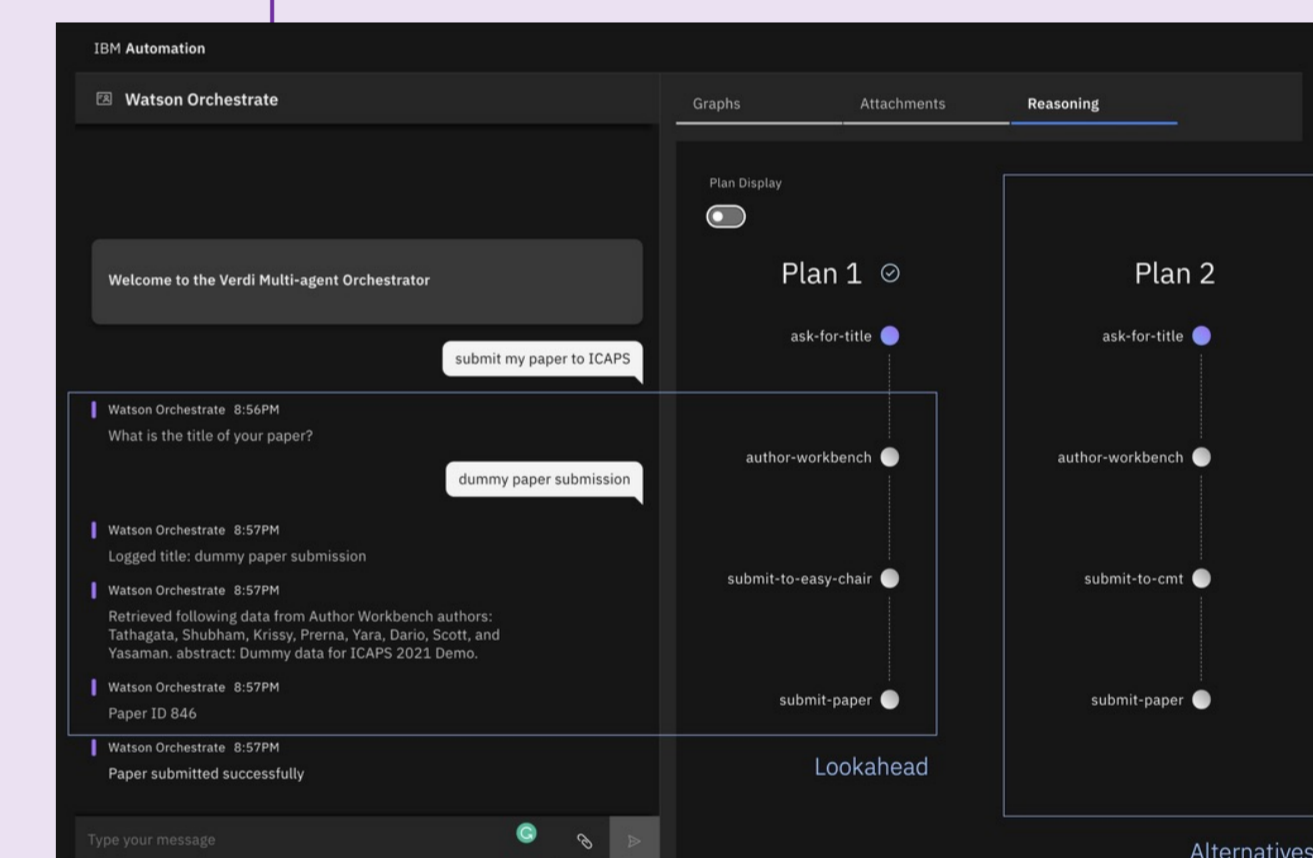 IBM Automation
Watson Orchestrate
Welcome to the Verdi Multi-agent Orchestrator
submit my paper to ICAPS
Watson Orchestrate 8:56PM
What is the title of your paper?
dummy paper submission
Watson Orchestrate 8:57PM
Logged title: dummy paper submission
Watson Orchestrate 8:57PM
Retrieved following data from Author Workbench authors:
Tathagata, Shubham, Krissy, Prerna, Yara, Dario, Scott, and
Yasaman. abstract: Dummy data for ICAPS 2021 Demo.
Watson Orchestrate 8:57PM
Paper ID 846
Watson Orchestrate 8:57PM
Paper submitted successfully
Type your message
Graphs Attachments Reasoning
Plan Display
Plan 1
ask-for-title
author-workbench
submit-to-easy-chair
submit-paper
Lookahead
Plan 2
ask-for-title
author-workbench
submit-to-cmt
submit-paper
Alternatives